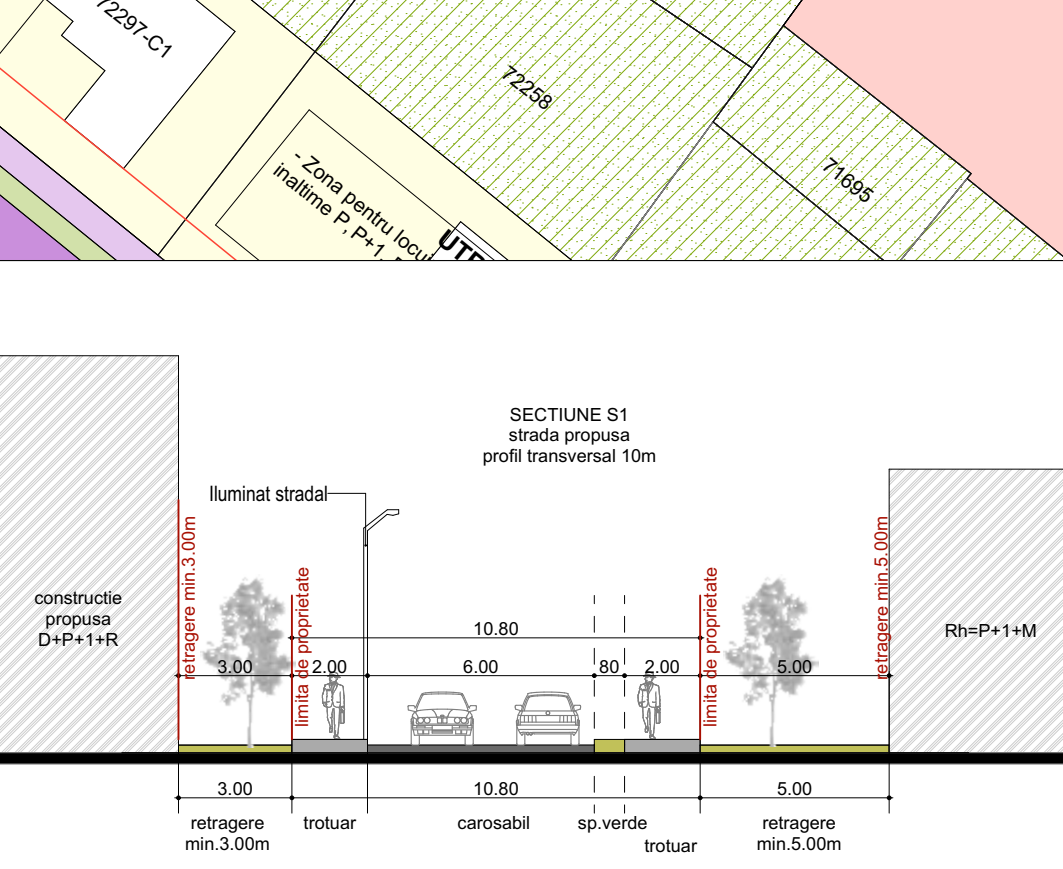 72297-C1
72258
71695
- Zona pentru locui
inaltime P, P+1,
SECTIUNE S1
strada propusa
profil transversal 10m
Iluminat stradal
retragere min.3.00m
limita de proprietate
limita de proprietate
retragere min.5.00m
constructie
propusa
D+P+1+R
Rh=P+1+M
10.80
3.00 2.00 6.00 80 2.00 5.00
3.00 10.80 5.00
retragere
min.3.00m
trotuar
carosabil
sp.verde
trotuar
retragere
min.5.00m